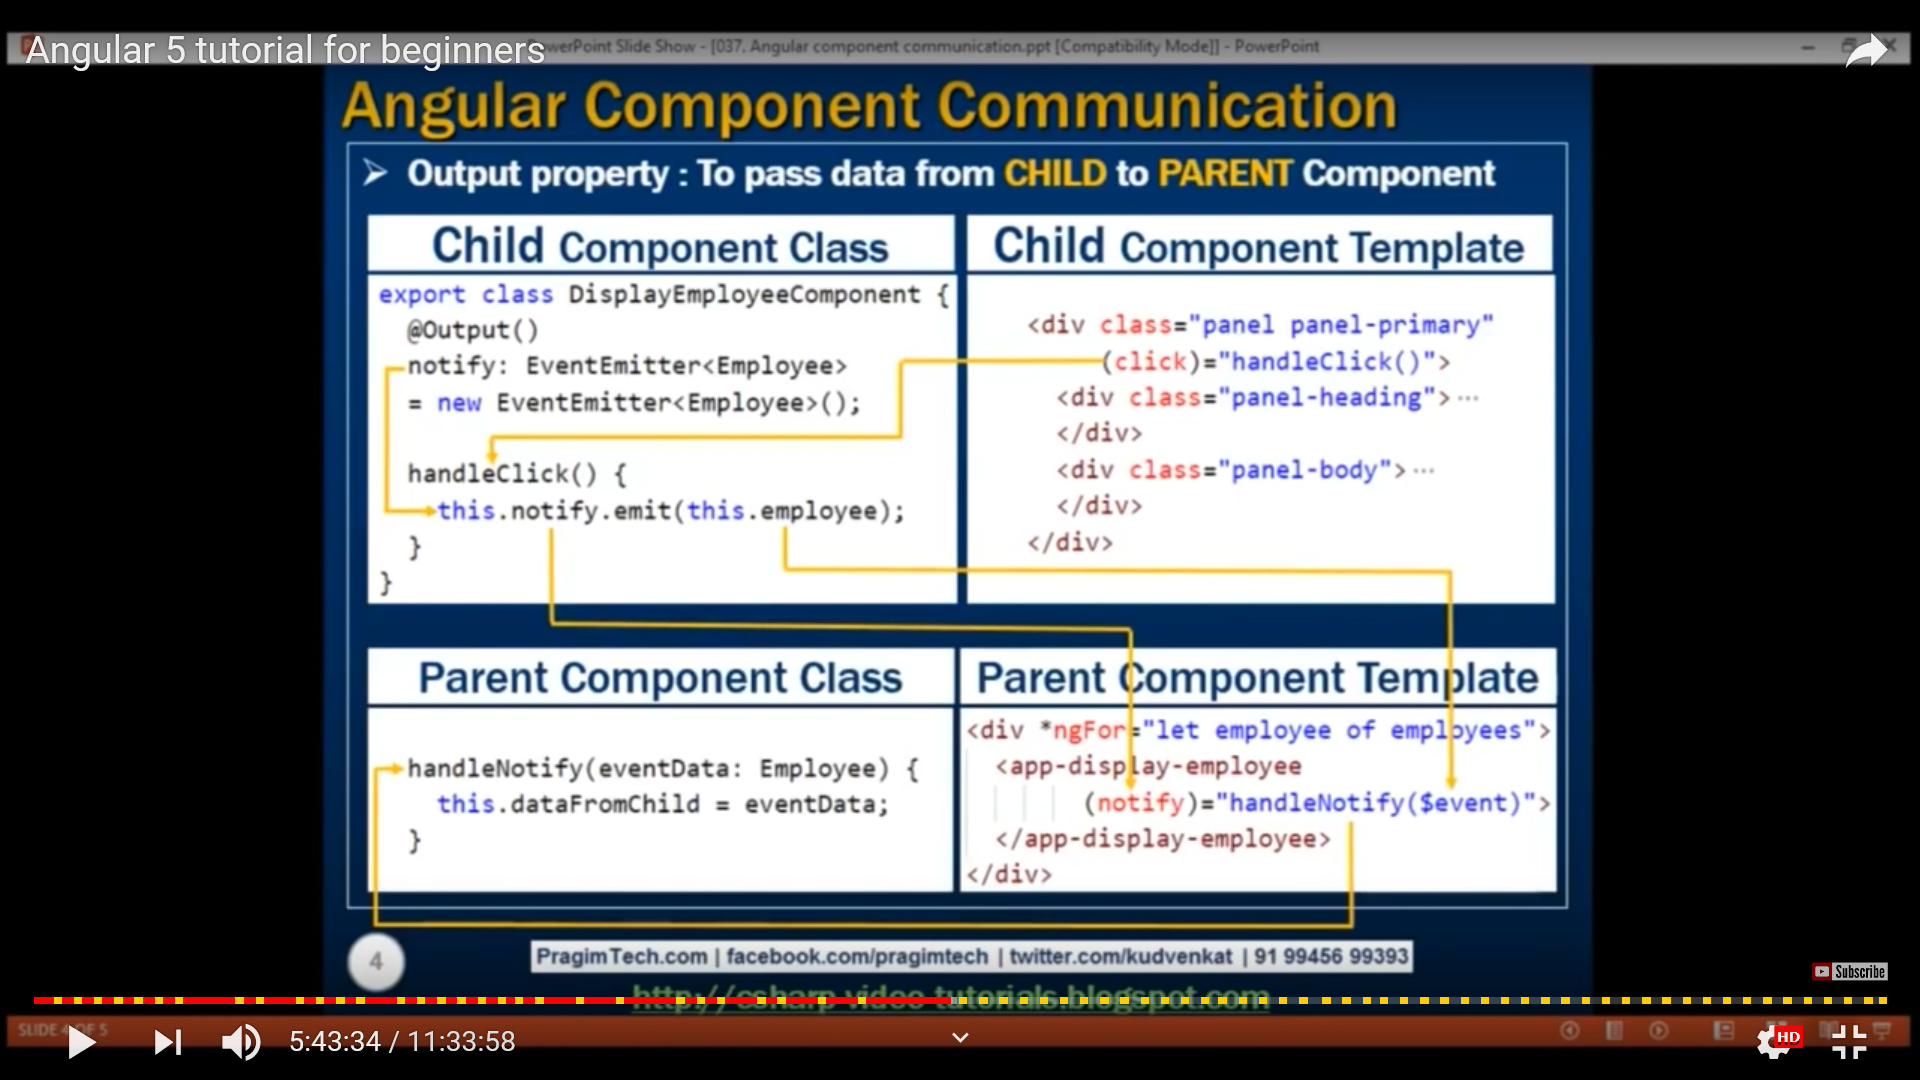 Angular 5 tutorial for beginners
PowerPoint Slide Show - [037. Angular component communication.ppt [Compatibility Mode]] - PowerPoint
Angular Component Communication
Output property : To pass data from CHILD to PARENT Component
Child Component Class
export class DisplayEmployeeComponent {
@Output()
notify: EventEmitter<Employee>
= new EventEmitter<Employee>();
handleClick() {
this.notify.emit(this.employee);
}
}
Child Component Template
<div class="panel panel-primary"
(click)="handleClick()">
<div class="panel-heading">...
</div>
<div class="panel-body">...
</div>
</div>
Parent Component Class
handleNotify(eventData: Employee) {
this.dataFromChild = eventData;
}
Parent Component Template
<div *ngFor="let employee of employees">
<app-display-employee
(notify)="handleNotify($event)">
</app-display-employee>
</div>
4
PragimTech.com | facebook.com/pragimtech | twitter.com/kudvenkat | 91 99456 99393
Subscribe
http://csharp-video-tutorials.blogspot.com
SLIDE 4 OF 5
5:43:34 / 11:33:58
HD